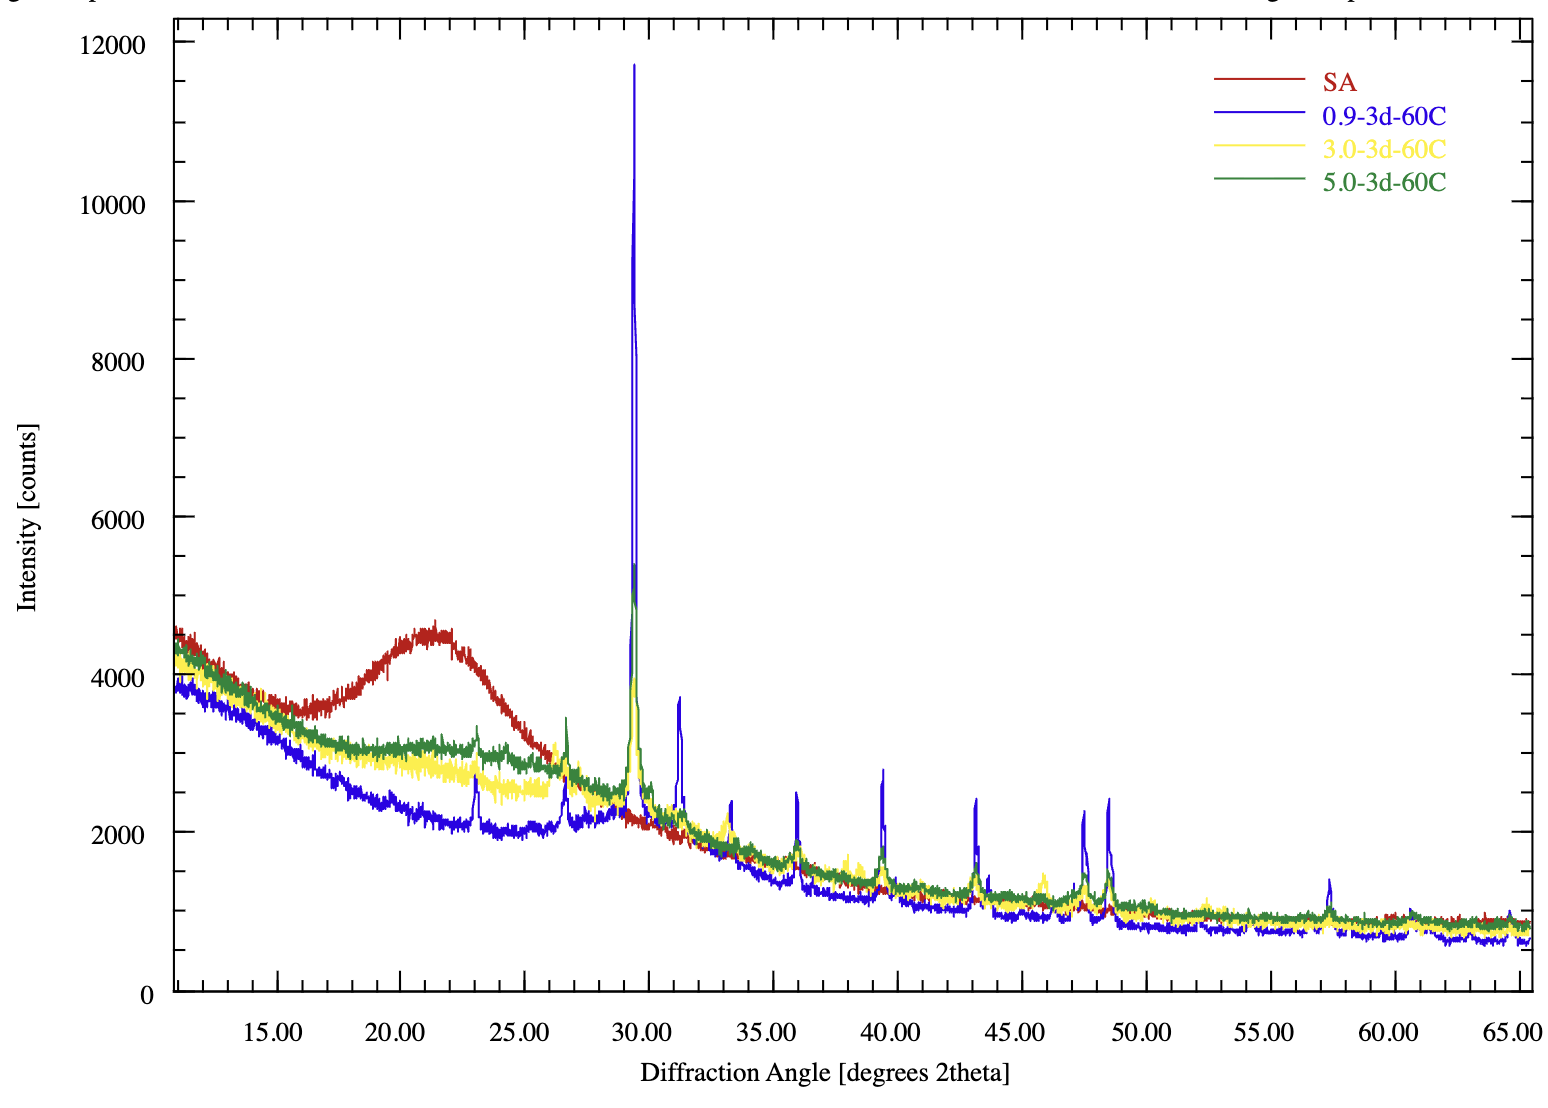 12000
10000
8000
6000
4000
2000
0
Intensity [counts]
SA
0.9-3d-60C
3.0-3d-60C
5.0-3d-60C
15.00 20.00 25.00 30.00 35.00 40.00 45.00 50.00 55.00 60.00 65.00
Diffraction Angle [degrees 2theta]